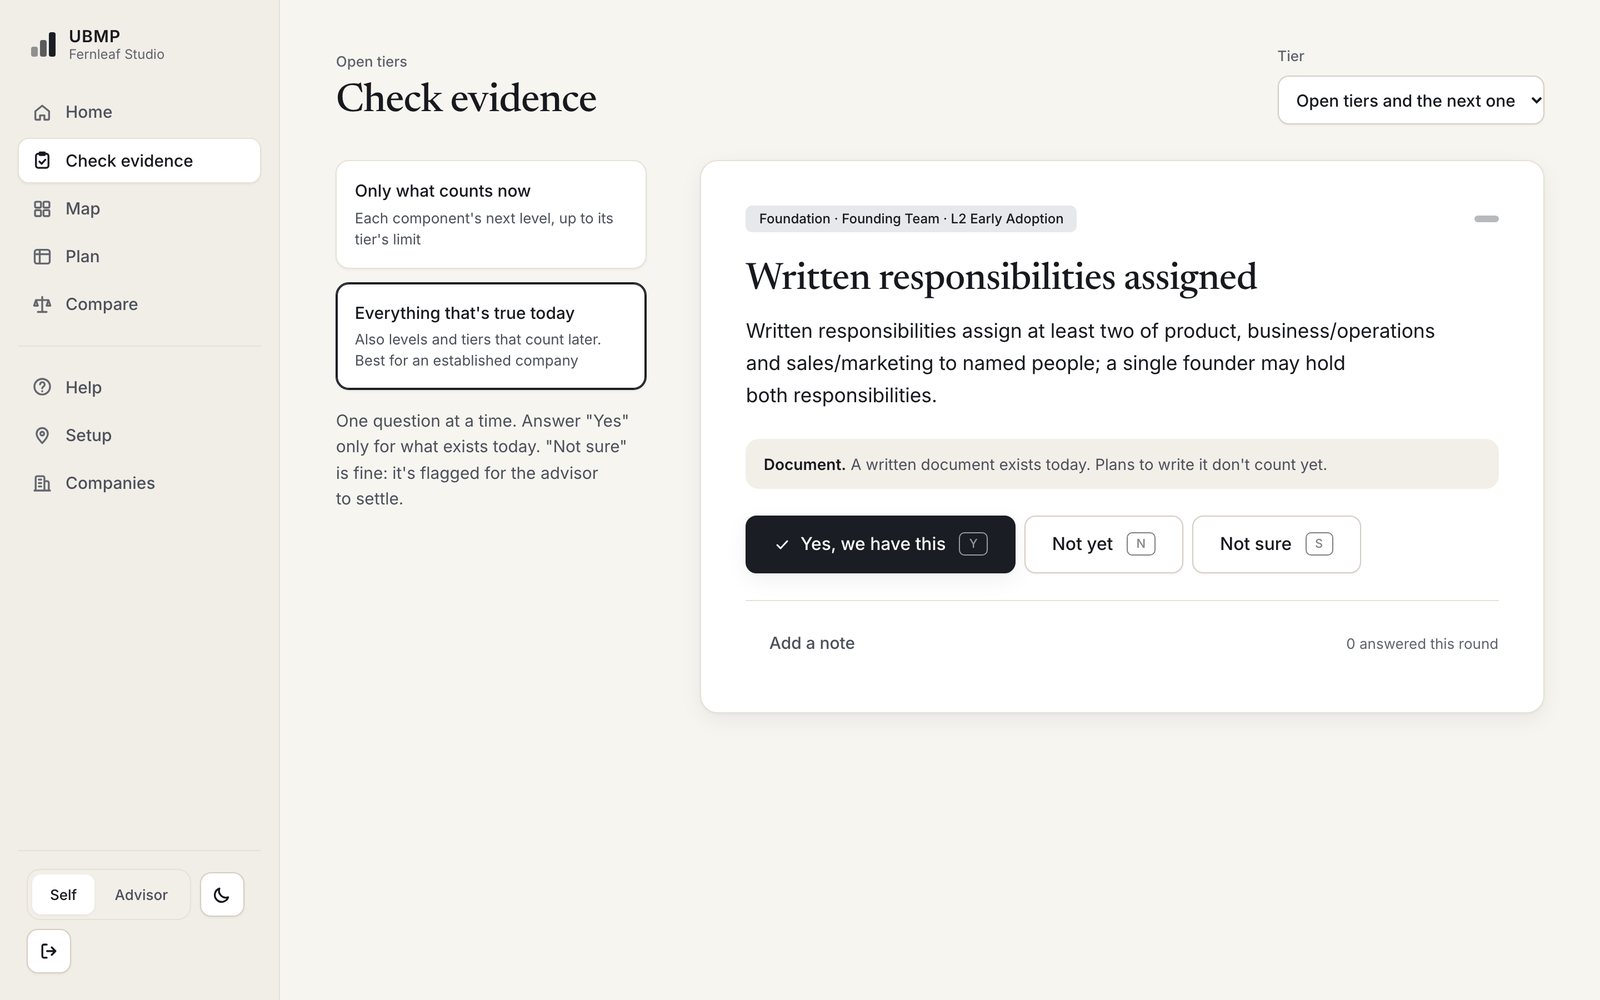 UBMP
Fernleaf Studio
Home
Check evidence
Map
Plan
Compare
Help
Setup
Companies
Self
Advisor
Open tiers
Check evidence
Tier
Open tiers and the next one
Only what counts now
Each component's next level, up to its
tier's limit
Everything that's true today
Also levels and tiers that count later.
Best for an established company
One question at a time. Answer "Yes"
only for what exists today. "Not sure"
is fine: it's flagged for the advisor
to settle.
Foundation · Founding Team · L2 Early Adoption
Written responsibilities assigned
Written responsibilities assign at least two of product, business/operations
and sales/marketing to named people; a single founder may hold
both responsibilities.
Document. A written document exists today. Plans to write it don't count yet.
Yes, we have this Y
Not yet N
Not sure S
Add a note
0 answered this round